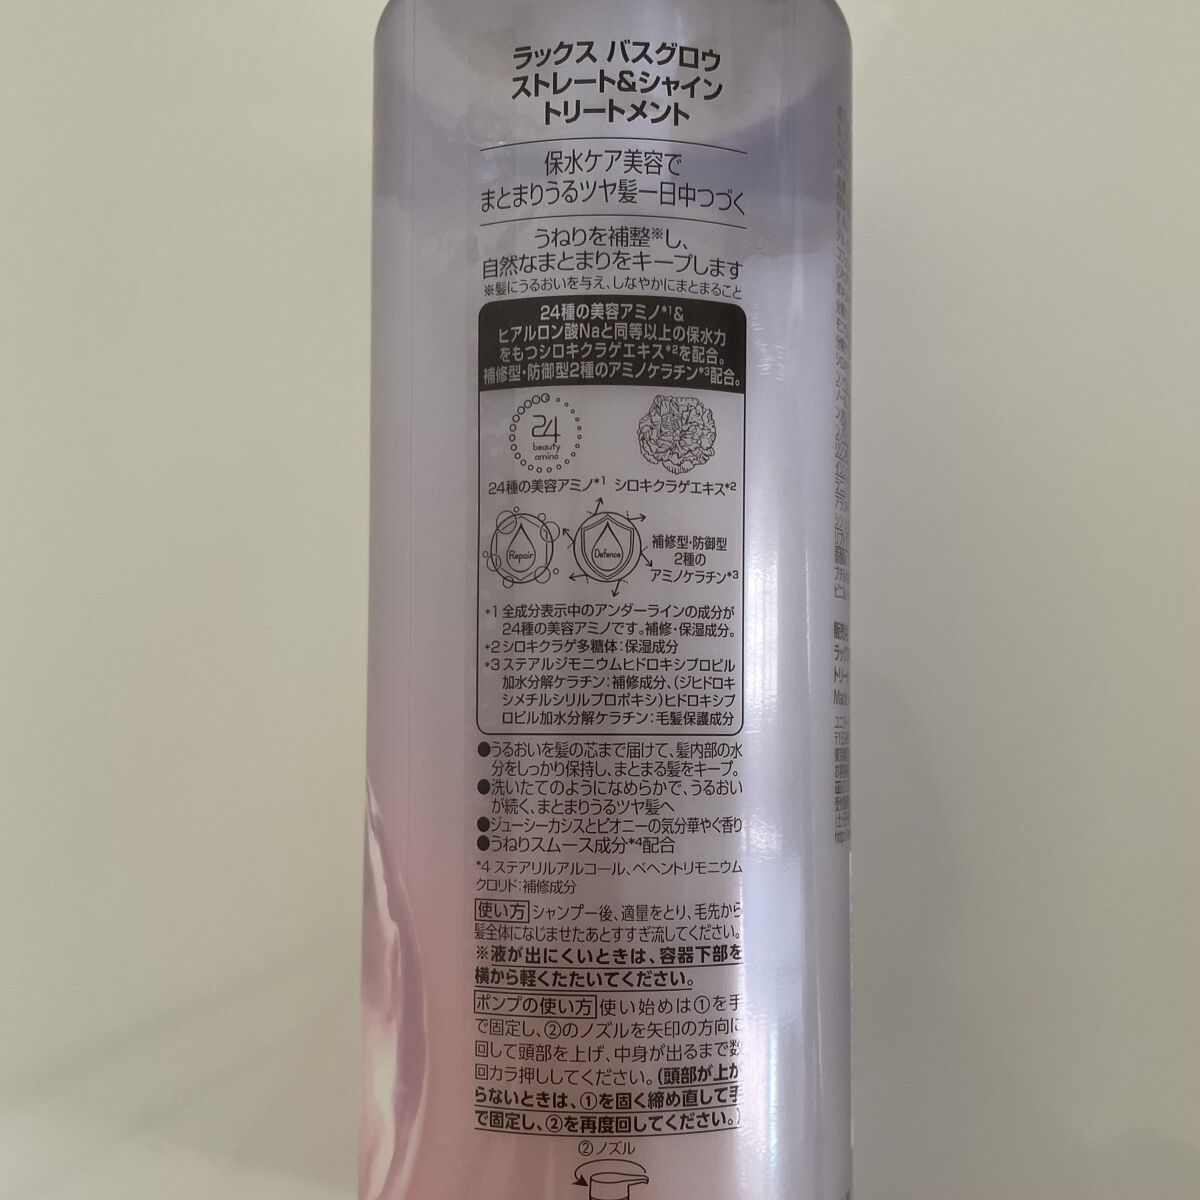 ラックス バスグロウ
ストレート&シャイン
トリートメント
保水ケア美容で
まとまりうるツヤ髪一日中つづく
うねりを補整※し、
自然なまとまりをキープします
※髪にうるおいを与え、しなやかにまとまること
24種の美容アミノ*1&
ヒアルロン酸Naと同等以上の保水力
をもつシロキクラゲエキス*2を配合。
補修型・防御型2種のアミノケラチン*3配合。
24
beauty
amino
24種の美容アミノ*1 シロキクラゲエキス*2
Repair
Defence
補修型・防御型
2種の
アミノケラチン*3
*1 全成分表示中のアンダーラインの成分が
24種の美容アミノです。補修・保湿成分。
*2 シロキクラゲ多糖体：保湿成分
*3 ステアルジモニウムヒドロキシプロピル
加水分解ケラチン：補修成分、(ジヒドロキ
シメチルシリルプロポキシ)ヒドロキシプ
ロピル加水分解ケラチン：毛髪保護成分
●うるおいを髪の芯まで届けて、髪内部の水
分をしっかり保持し、まとまる髪をキープ。
●洗いたてのようになめらかで、うるおい
が続く、まとまりうるツヤ髪へ
●ジューシーカシスとピオニーの気分華やぐ香り
●うねりスムース成分*4配合
*4 ステアリルアルコール、ベヘントリモニウム
クロリド：補修成分
使い方 シャンプー後、適量をとり、毛先から
髪全体になじませたあとすすぎ流してください。
※液が出にくいときは、容器下部を
横から軽くたたいてください。
ポンプの使い方 使い始めは①を手
で固定し、②のノズルを矢印の方向に
回して頭部を上げ、中身が出るまで数
回カラ押ししてください。(頭部が上が
らないときは、①を固く締め直して手
で固定し、②を再度回してください。)
②ノズル